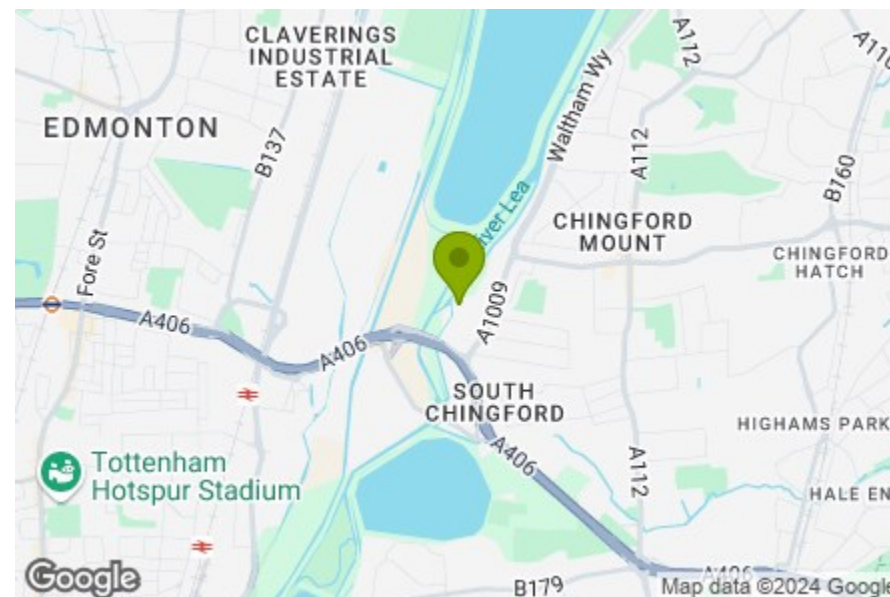 CLAVERINGS
INDUSTRIAL
ESTATE
A112
A110
EDMONTON
B137
Waltham Wy
A112
B160
River Lea
CHINGFORD
MOUNT
CHINGFORD
HATCH
Fore St
A406
A406
A1009
SOUTH
CHINGFORD
HIGHAMS PARK
A406
A112
Tottenham
Hotspur Stadium
HALE EN
Google
B179
A406
Map data ©2024 Google